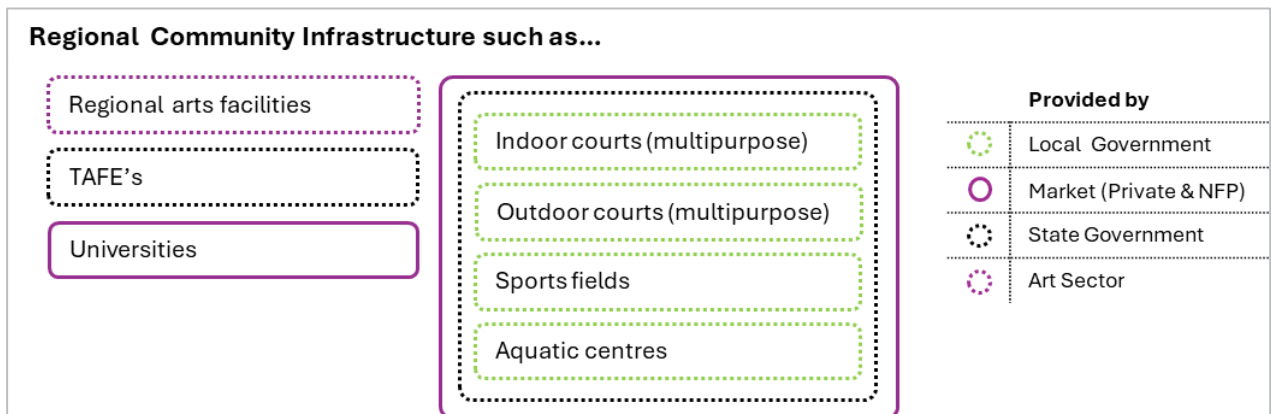 Regional Community Infrastructure such as...
Regional arts facilities
TAFE's
Universities
Indoor courts (multipurpose)
Outdoor courts (multipurpose)
Sports fields
Aquatic centres
Provided by
Local Government
Market (Private & NFP)
State Government
Art Sector